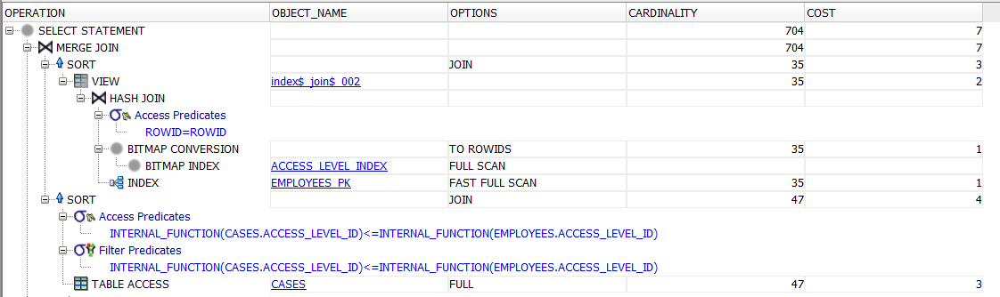 OPERATION OBJECT_NAME OPTIONS CARDINALITY COST
SELECT STATEMENT 704 7
MERGE JOIN 704 7
SORT JOIN 35 3
VIEW index$_join$_002 35 2
HASH JOIN
Access Predicates
ROWID=ROWID
BITMAP CONVERSION TO ROWIDS 35 1
BITMAP INDEX ACCESS_LEVEL_INDEX FULL SCAN
INDEX EMPLOYEES_PK FAST FULL SCAN 35 1
SORT JOIN 47 4
Access Predicates
INTERNAL_FUNCTION(CASES.ACCESS_LEVEL_ID)<=INTERNAL_FUNCTION(EMPLOYEES.ACCESS_LEVEL_ID)
Filter Predicates
INTERNAL_FUNCTION(CASES.ACCESS_LEVEL_ID)<=INTERNAL_FUNCTION(EMPLOYEES.ACCESS_LEVEL_ID)
TABLE ACCESS CASES FULL 47 3